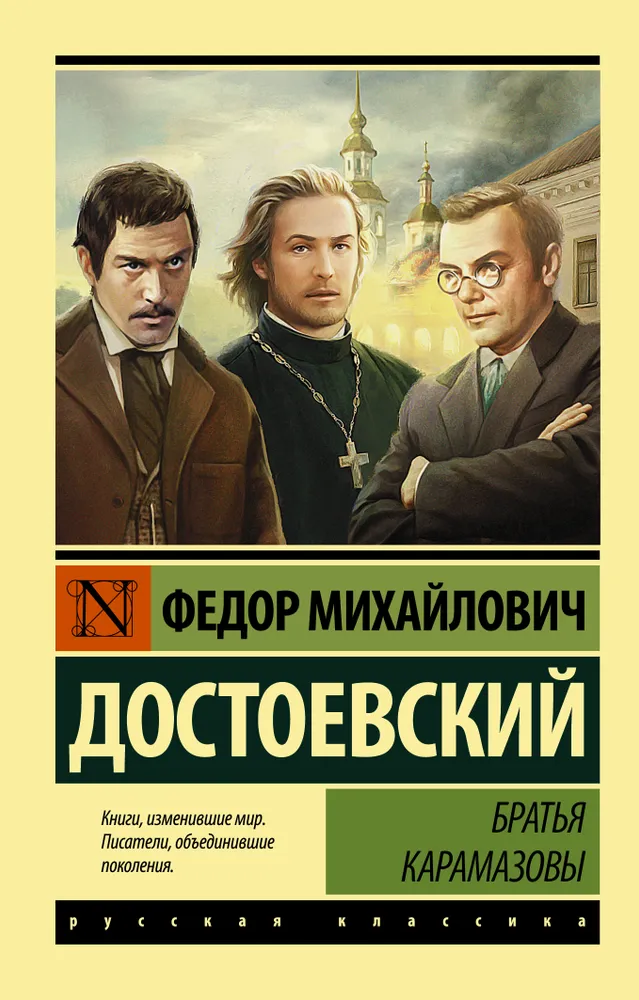 N
ФЕДОР МИХАЙЛОВИЧ
ДОСТОЕВСКИЙ
БРАТЬЯ
КАРАМАЗОВЫ
Книги, изменившие мир.
Писатели, объединившие
поколения.
русская классика